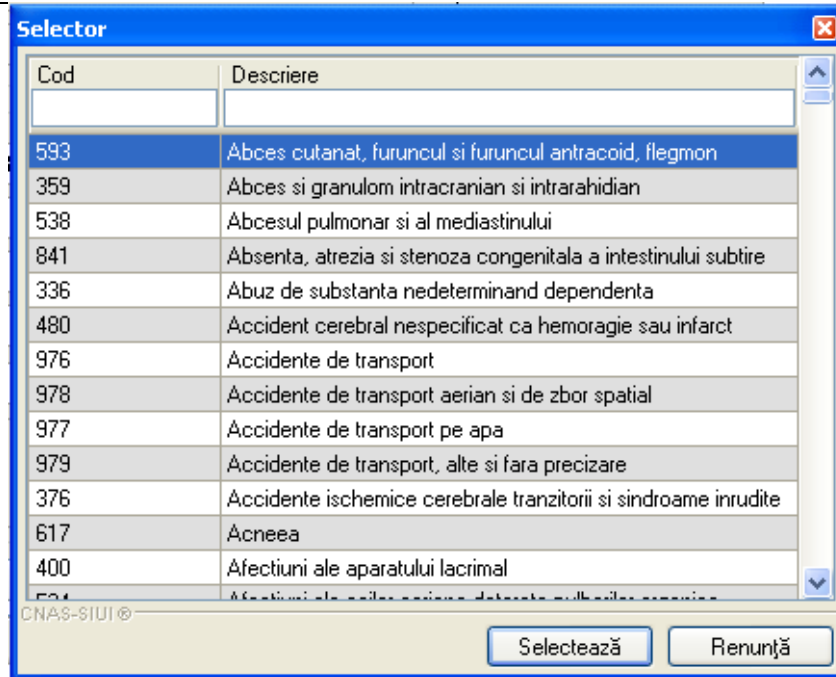 Selector
Cod Descriere
593 Abces cutanat, furuncul si furuncul antracoid, flegmon
359 Abces si granulom intracranian si intrarahidian
538 Abcesul pulmonar si al mediastinului
841 Absenta, atrezia si stenoza congenitala a intestinului subtire
336 Abuz de substanta nedeterminand dependenta
480 Accident cerebral nespecificat ca hemoragie sau infarct
976 Accidente de transport
978 Accidente de transport aerian si de zbor spatial
977 Accidente de transport pe apa
979 Accidente de transport, alte si fara precizare
376 Accidente ischemice cerebrale tranzitorii si sindroame inrudite
617 Acneea
400 Afectiuni ale aparatului lacrimal
CNAS-SIUI ®
Selectează Renunţă